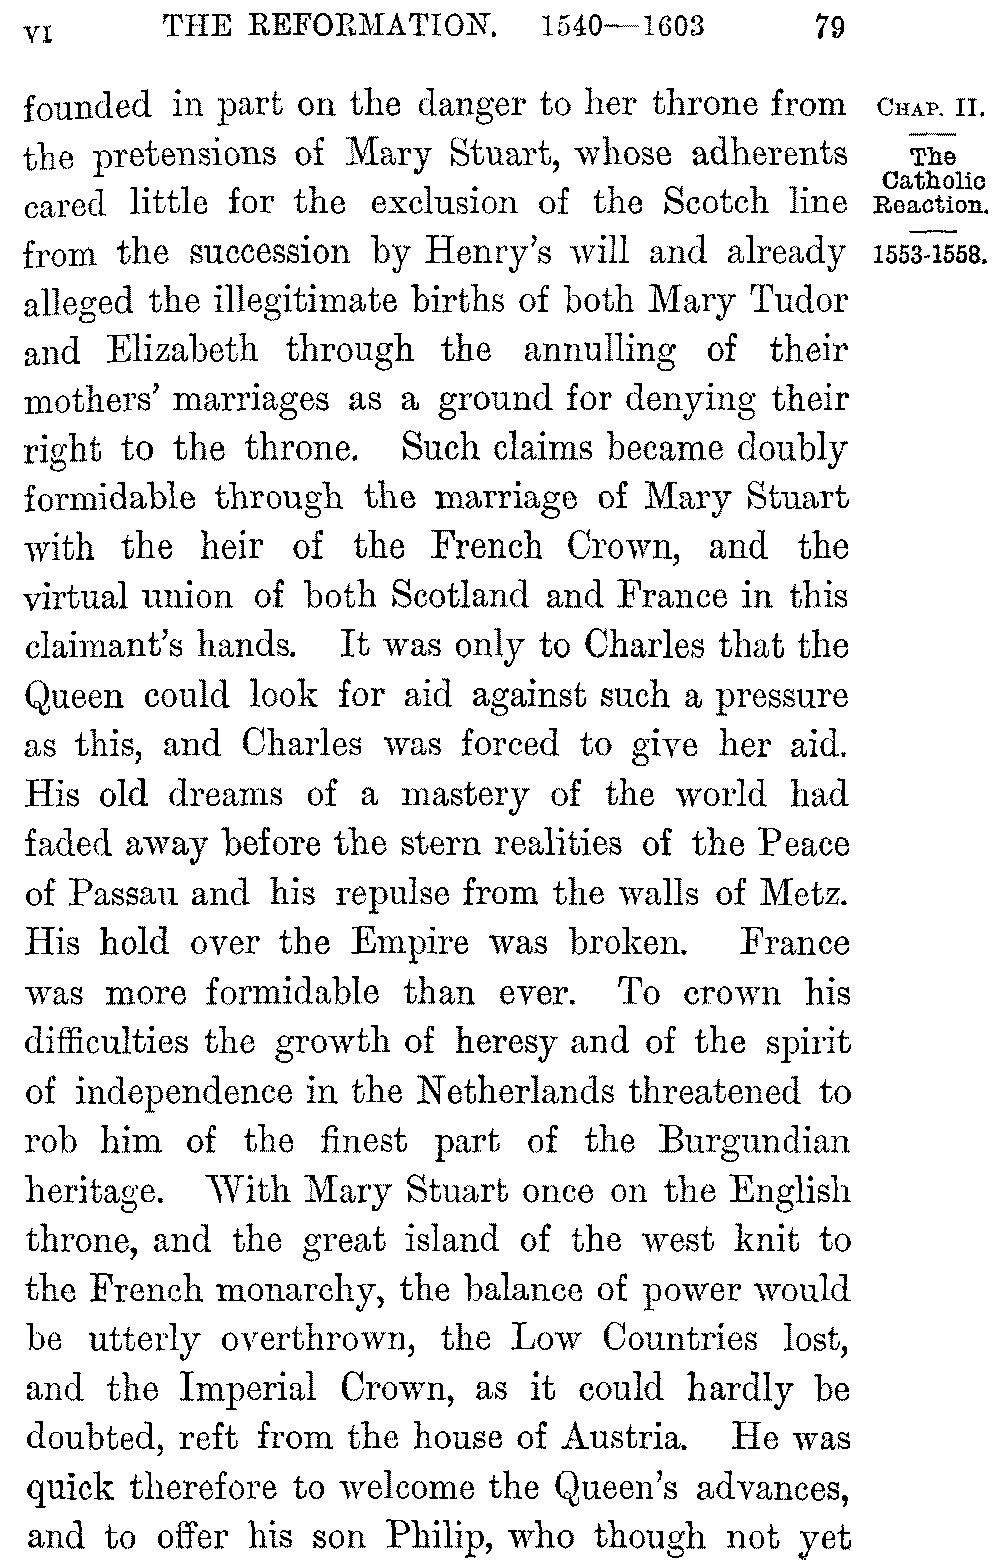 VI THE REFORMATION. 1540—1603 79
founded in part on the danger to her throne from
the pretensions of Mary Stuart, whose adherents
cared little for the exclusion of the Scotch line
from the succession by Henry's will and already
alleged the illegitimate births of both Mary Tudor
and Elizabeth through the annulling of their
mothers' marriages as a ground for denying their
right to the throne. Such claims became doubly
formidable through the marriage of Mary Stuart
with the heir of the French Crown, and the
virtual union of both Scotland and France in this
claimant's hands. It was only to Charles that the
Queen could look for aid against such a pressure
as this, and Charles was forced to give her aid.
His old dreams of a mastery of the world had
faded away before the stern realities of the Peace
of Passau and his repulse from the walls of Metz.
His hold over the Empire was broken. France
was more formidable than ever. To crown his
difficulties the growth of heresy and of the spirit
of independence in the Netherlands threatened to
rob him of the finest part of the Burgundian
heritage. With Mary Stuart once on the English
throne, and the great island of the west knit to
the French monarchy, the balance of power would
be utterly overthrown, the Low Countries lost,
and the Imperial Crown, as it could hardly be
doubted, reft from the house of Austria. He was
quick therefore to welcome the Queen's advances,
and to offer his son Philip, who though not yet
CHAP. II.
The
Catholic
Reaction.
1553-1558.